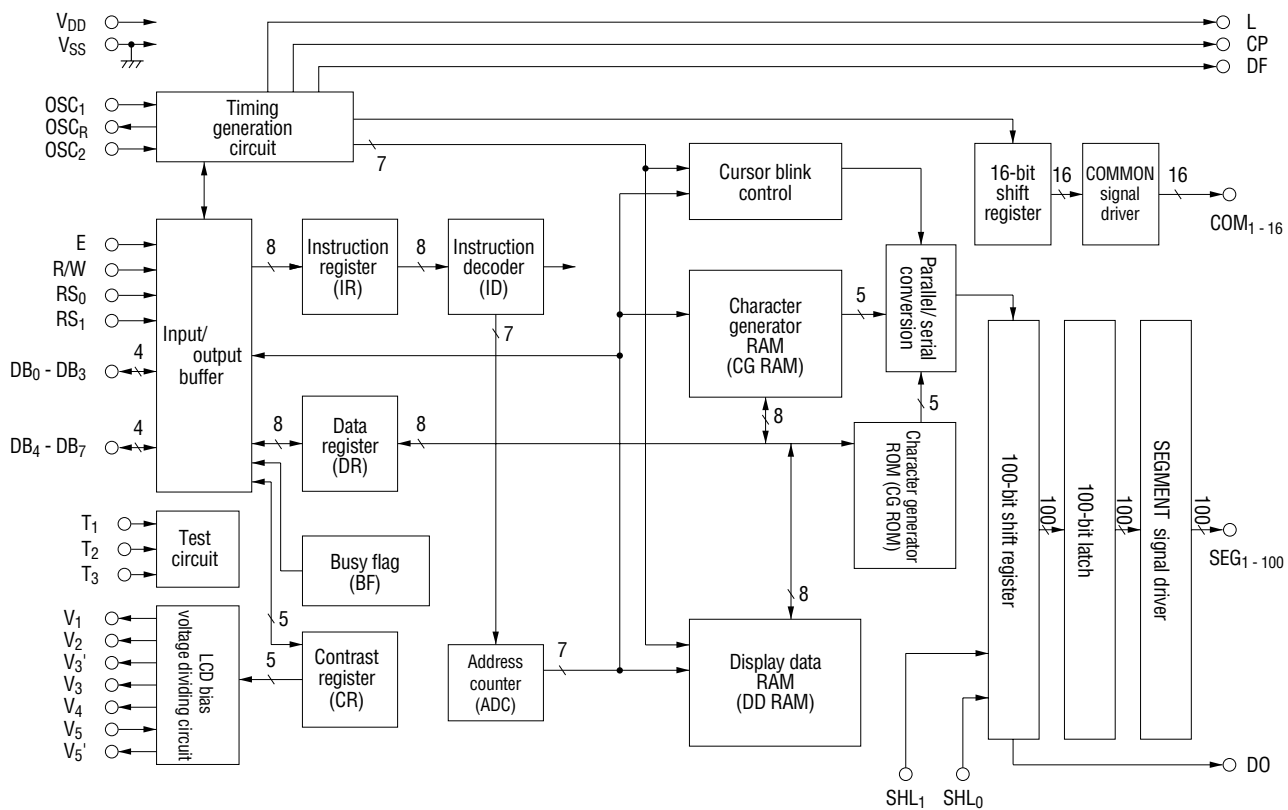 VDD
VSS
L
CP
DF
OSC1
OSCR
OSC2
Timing
generation
circuit
7
Cursor blink
control
16-bit
shift
register
16
COMMON
signal
driver
16
COM1 - 16
E
R/W
RS0
RS1
DB0 - DB3
4
DB4 - DB7
4
Input/
output
buffer
8
Instruction
register
(IR)
8
Instruction
decoder
(ID)
7
Character
generator
RAM
(CG RAM)
5
Parallel/ serial
conversion
5
8
8
Data
register
(DR)
8
Character generator
ROM (CG ROM)
100-bit shift register
100
100-bit latch
100
SEGMENT signal driver
100
SEG1 - 100
T1
T2
T3
Test
circuit
Busy flag
(BF)
8
V1
V2
V3'
V3
V4
V5
V5'
LCD bias
voltage dividing circuit
5
5
Contrast
register
(CR)
Address
counter
(ADC)
7
Display data
RAM
(DD RAM)
SHL1
SHL0
DO